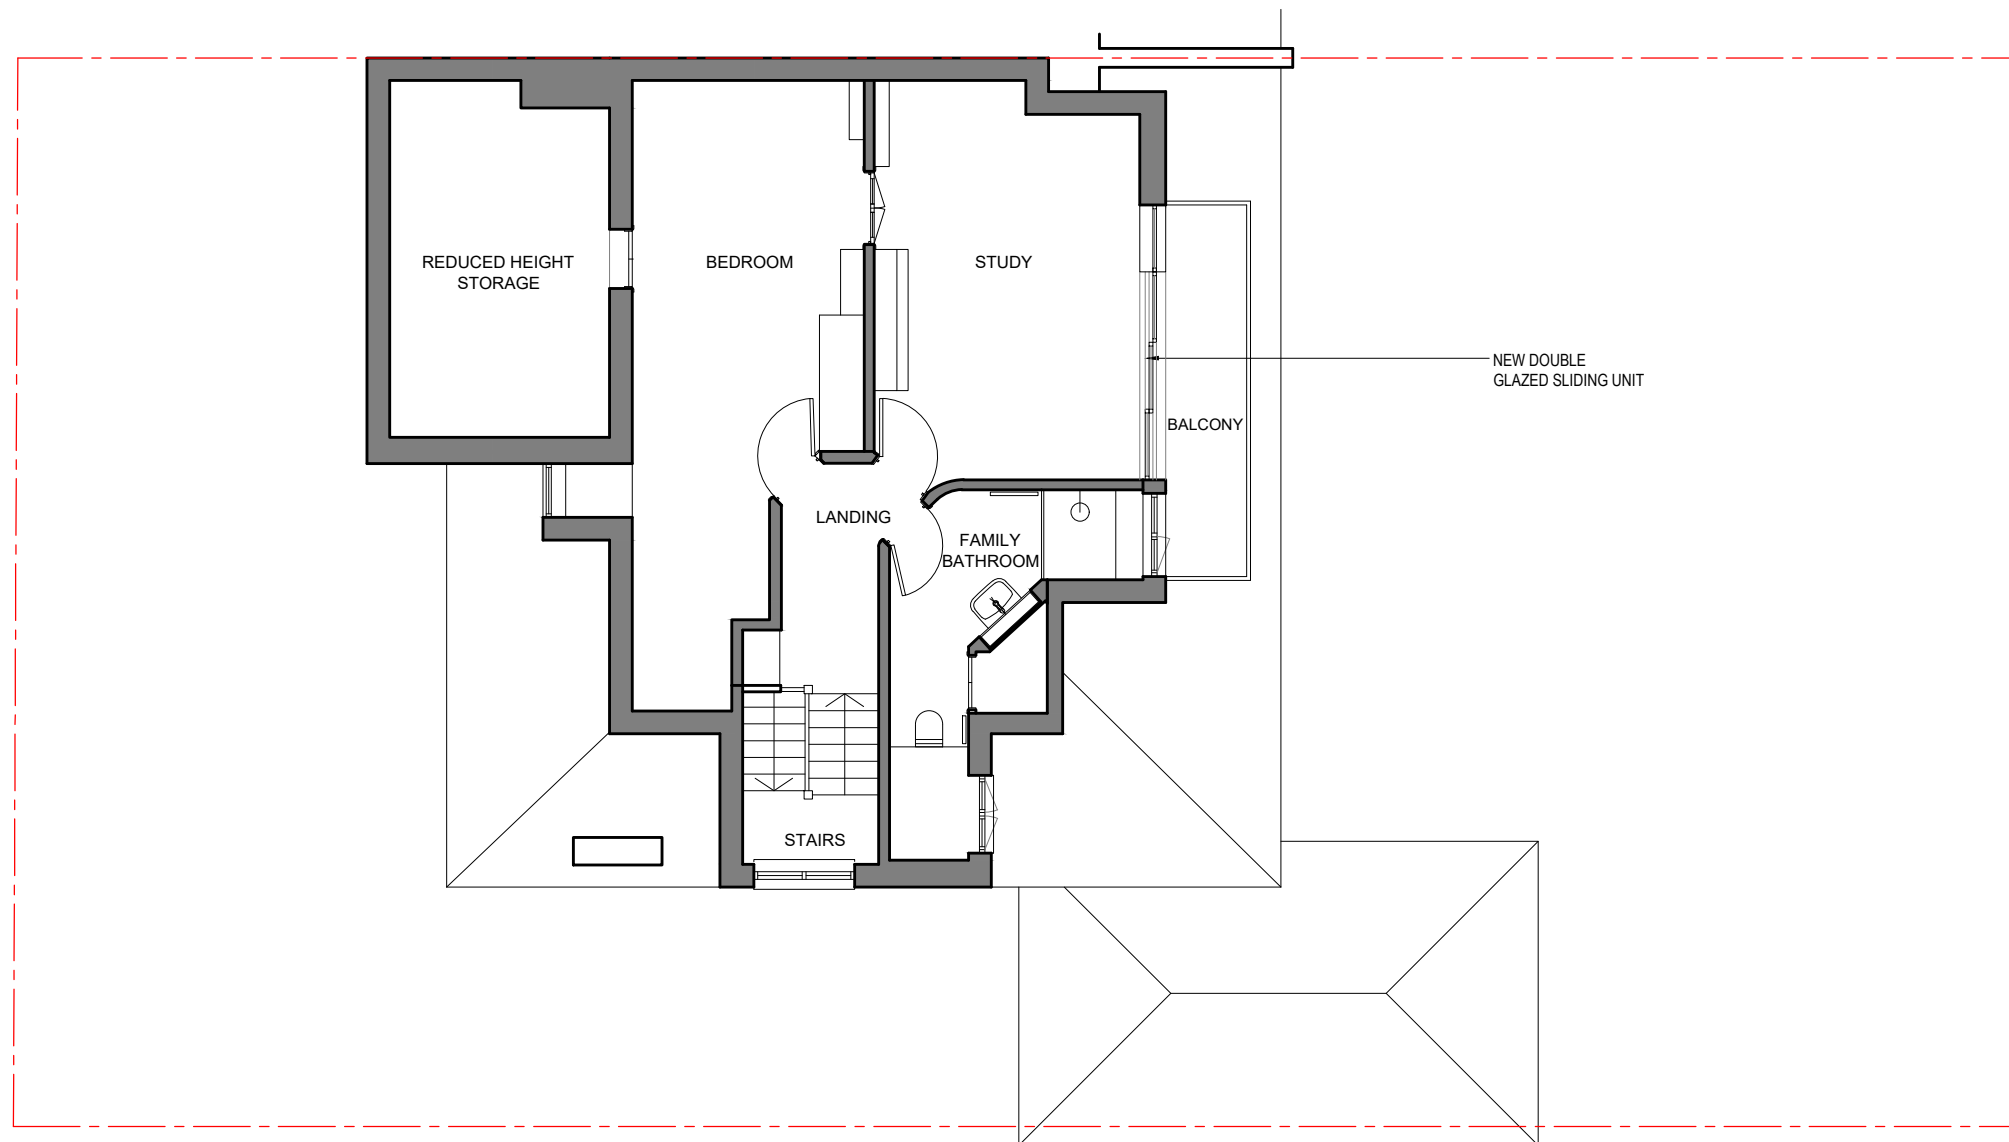 REDUCED HEIGHT
STORAGE
BEDROOM
STUDY
NEW DOUBLE
GLAZED SLIDING UNIT
BALCONY
LANDING
FAMILY
BATHROOM
STAIRS